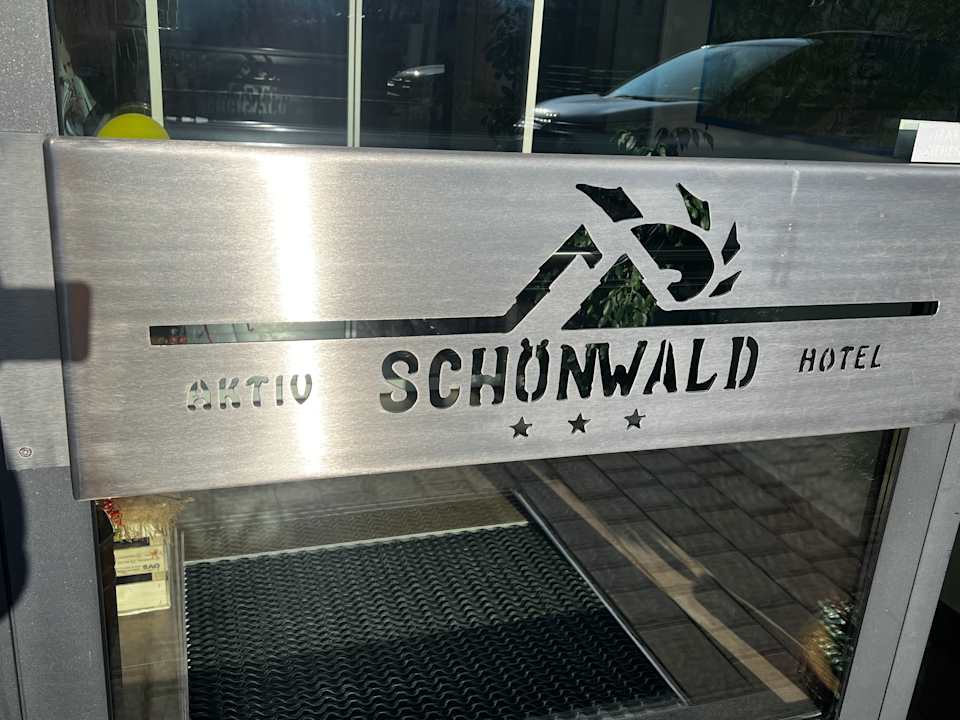 AKTIV SCHÖNWALD HOTEL
★ ★ ★